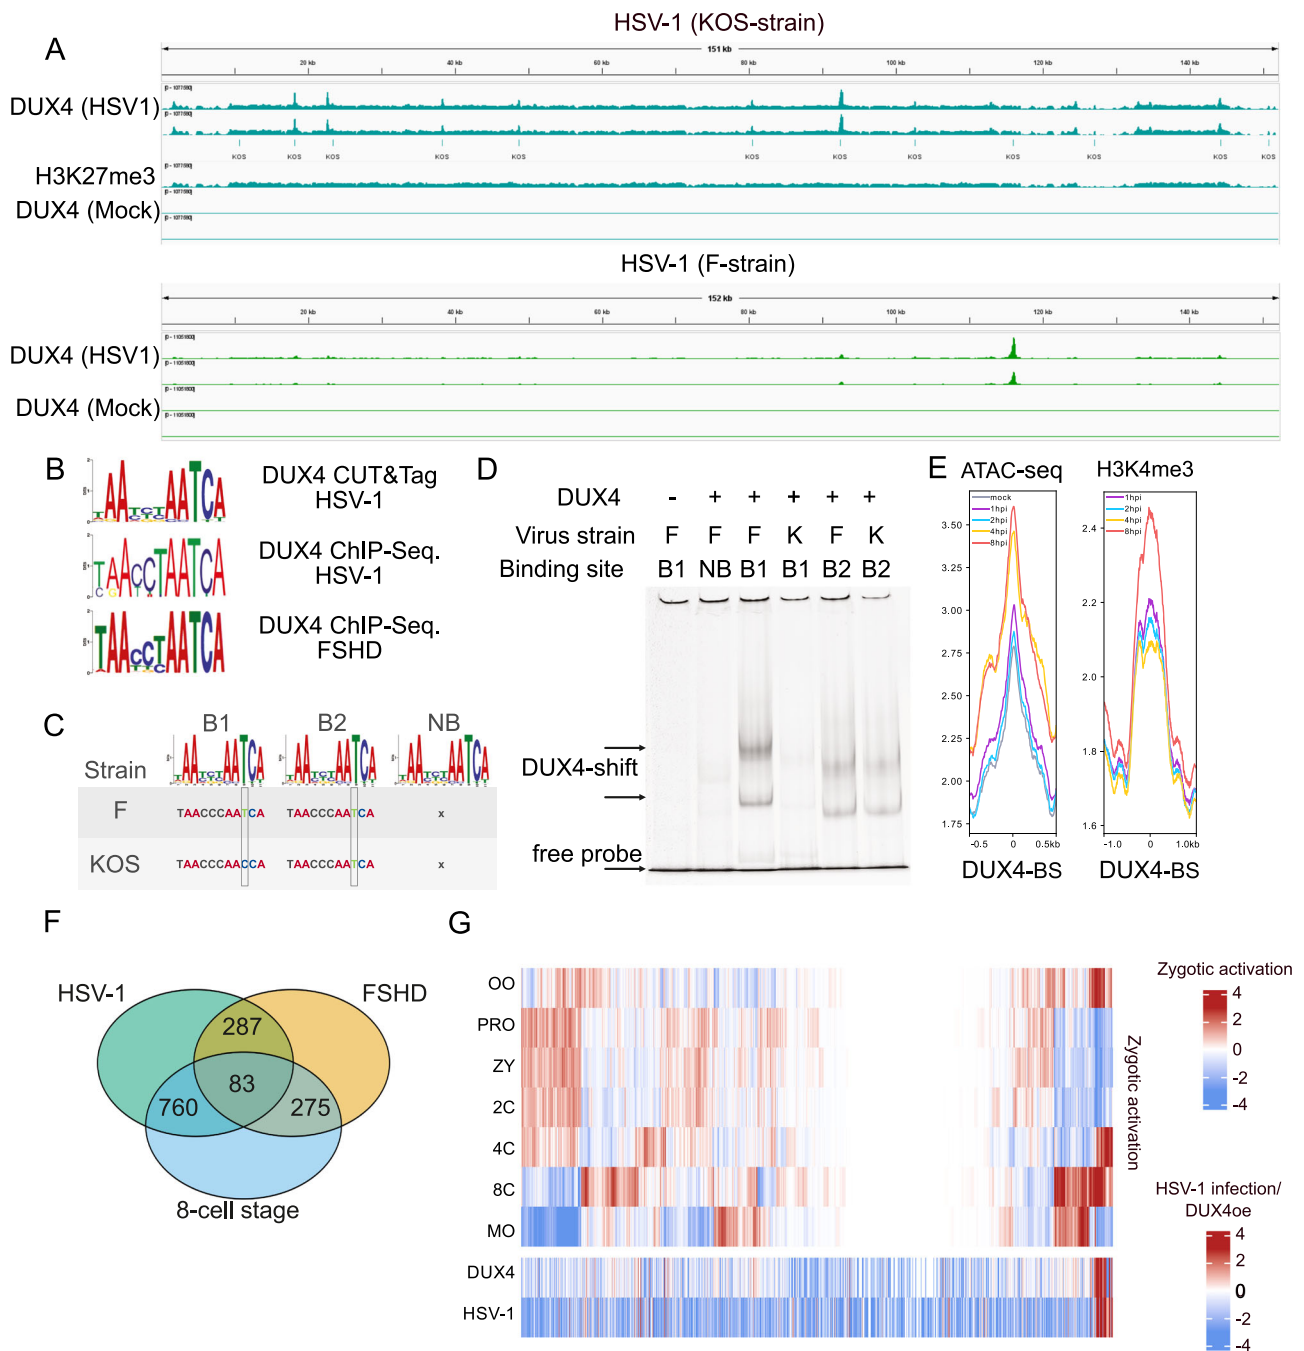 HSV-1 (KOS-strain)
A
151 kb
20 kb 40 kb 60 kb 80 kb 100 kb 120 kb 140 kb
DUX4 (HSV1)
KOS KOS KOS KOS KOS KOS KOS KOS KOS KOS KOS KOS
H3K27me3
DUX4 (Mock)
HSV-1 (F-strain)
152 kb
20 kb 40 kb 60 kb 80 kb 100 kb 120 kb 140 kb
DUX4 (HSV1)
DUX4 (Mock)
B
DUX4 CUT&Tag
HSV-1
DUX4 ChIP-Seq.
HSV-1
DUX4 ChIP-Seq.
FSHD
C
B1 B2 NB
Strain
F TAACCCAATCA TAACCCAATCA x
KOS TAACCCAACCA TAACCCAATCA x
D
DUX4 - + + + + +
Virus strain F F F K F K
Binding site B1 NB B1 B1 B2 B2
DUX4-shift
free probe
E
ATAC-seq
mock
1hpi
2hpi
4hpi
8hpi
3.50
3.25
3.00
2.75
2.50
2.25
2.00
1.75
-0.5 0 0.5kb
DUX4-BS
H3K4me3
1hpi
2hpi
4hpi
8hpi
2.4
2.2
2.0
1.8
1.6
-1.0 0 1.0kb
DUX4-BS
F
HSV-1
FSHD
287
83
760
275
8-cell stage
G
OO
PRO
ZY
2C
4C
8C
MO
DUX4
HSV-1
Zygotic activation
Zygotic activation
4
2
0
-2
-4
HSV-1 infection/
DUX4oe
4
2
0
-2
-4